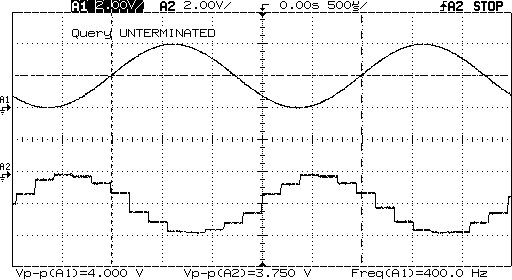 A1 2.00V/ A2 2.00V/ 0.00s 500µ/ ƒA2 STOP
Query UNTERMINATED
A1
A2
Vp-p(A1)=4.000 V Vp-p(A2)=3.750 V Freq(A1)=400.0 Hz